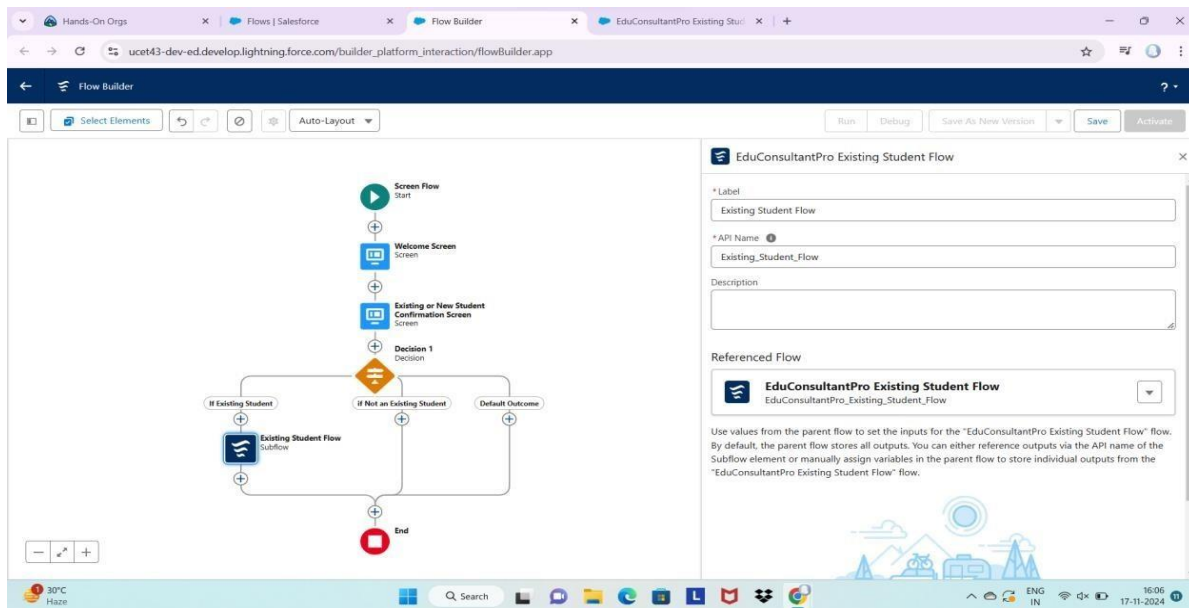 Hands-On Orgs
Flows | Salesforce
Flow Builder
EduConsultantPro Existing Stud
ucet43-dev-ed.develop.lightning.force.com/builder_platform_interaction/flowBuilder.app
Flow Builder
?
Select Elements
Auto-Layout
Run
Debug
Save As New Version
Save
Activate
Screen Flow
Start
Welcome Screen
Screen
Existing or New Student
Confirmation Screen
Screen
Decision 1
Decision
If Existing Student
if Not an Existing Student
Default Outcome
Existing Student Flow
Subflow
End
EduConsultantPro Existing Student Flow
*Label
Existing Student Flow
*API Name
Existing_Student_Flow
Description
Referenced Flow
EduConsultantPro Existing Student Flow
EduConsultantPro_Existing_Student_Flow
Use values from the parent flow to set the inputs for the "EduConsultantPro Existing Student Flow" flow.
By default, the parent flow stores all outputs. You can either reference outputs via the API name of the
Subflow element or manually assign variables in the parent flow to store individual outputs from the
"EduConsultantPro Existing Student Flow" flow.
1
30°C
Haze
Search
ENG
IN
16:06
17-11-2024